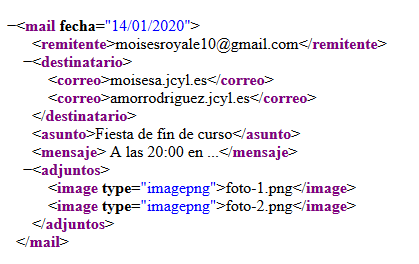 −<mail fecha="14/01/2020">
<remitente>moisesroyale10@gmail.com</remitente>
−<destinatario>
<correo>moisesa.jcyl.es</correo>
<correo>amorrodriguez.jcyl.es</correo>
</destinatario>
<asunto>Fiesta de fin de curso</asunto>
<mensaje> A las 20:00 en ...</mensaje>
−<adjuntos>
<image type="imagepng">foto-1.png</image>
<image type="imagepng">foto-2.png</image>
</adjuntos>
</mail>